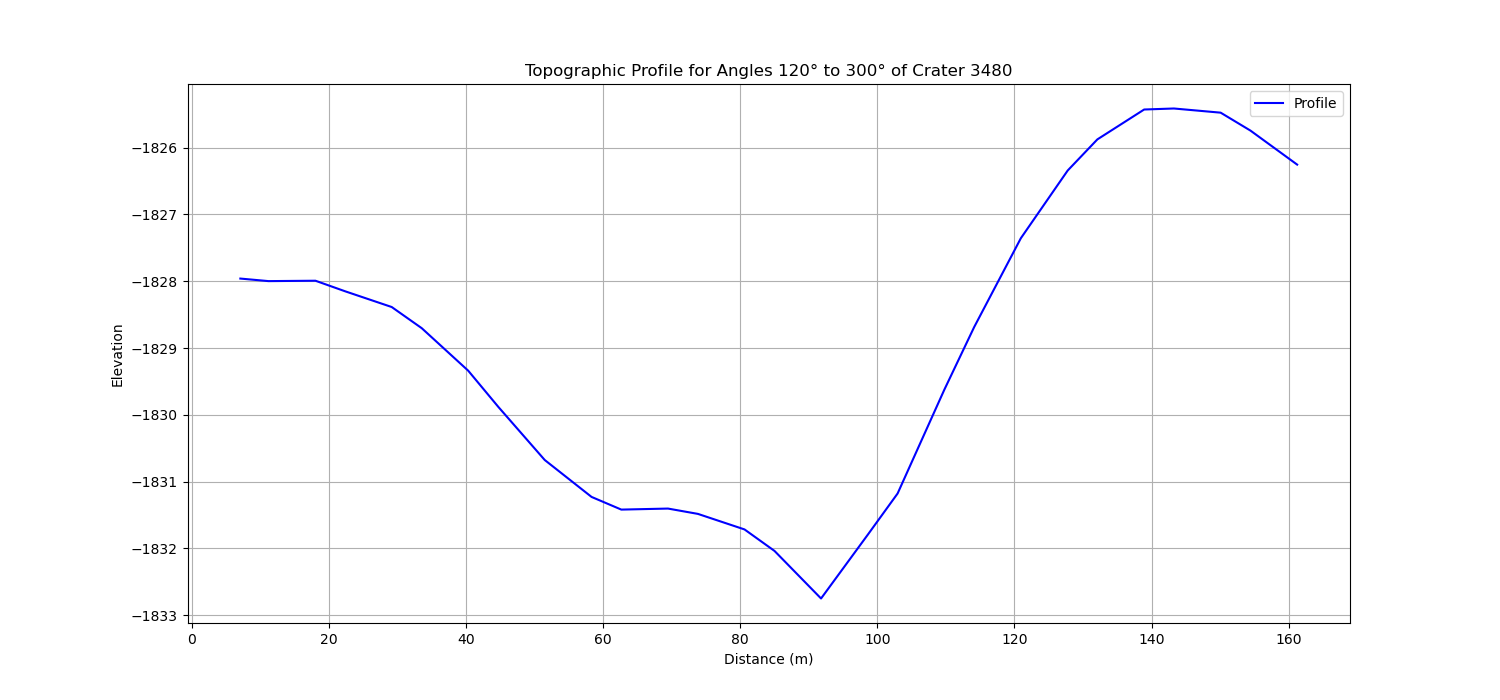 Topographic Profile for Angles 120° to 300° of Crater 3480
Profile
−1826
−1827
−1828
−1829
−1830
−1831
−1832
−1833
Elevation
0 20 40 60 80 100 120 140 160
Distance (m)